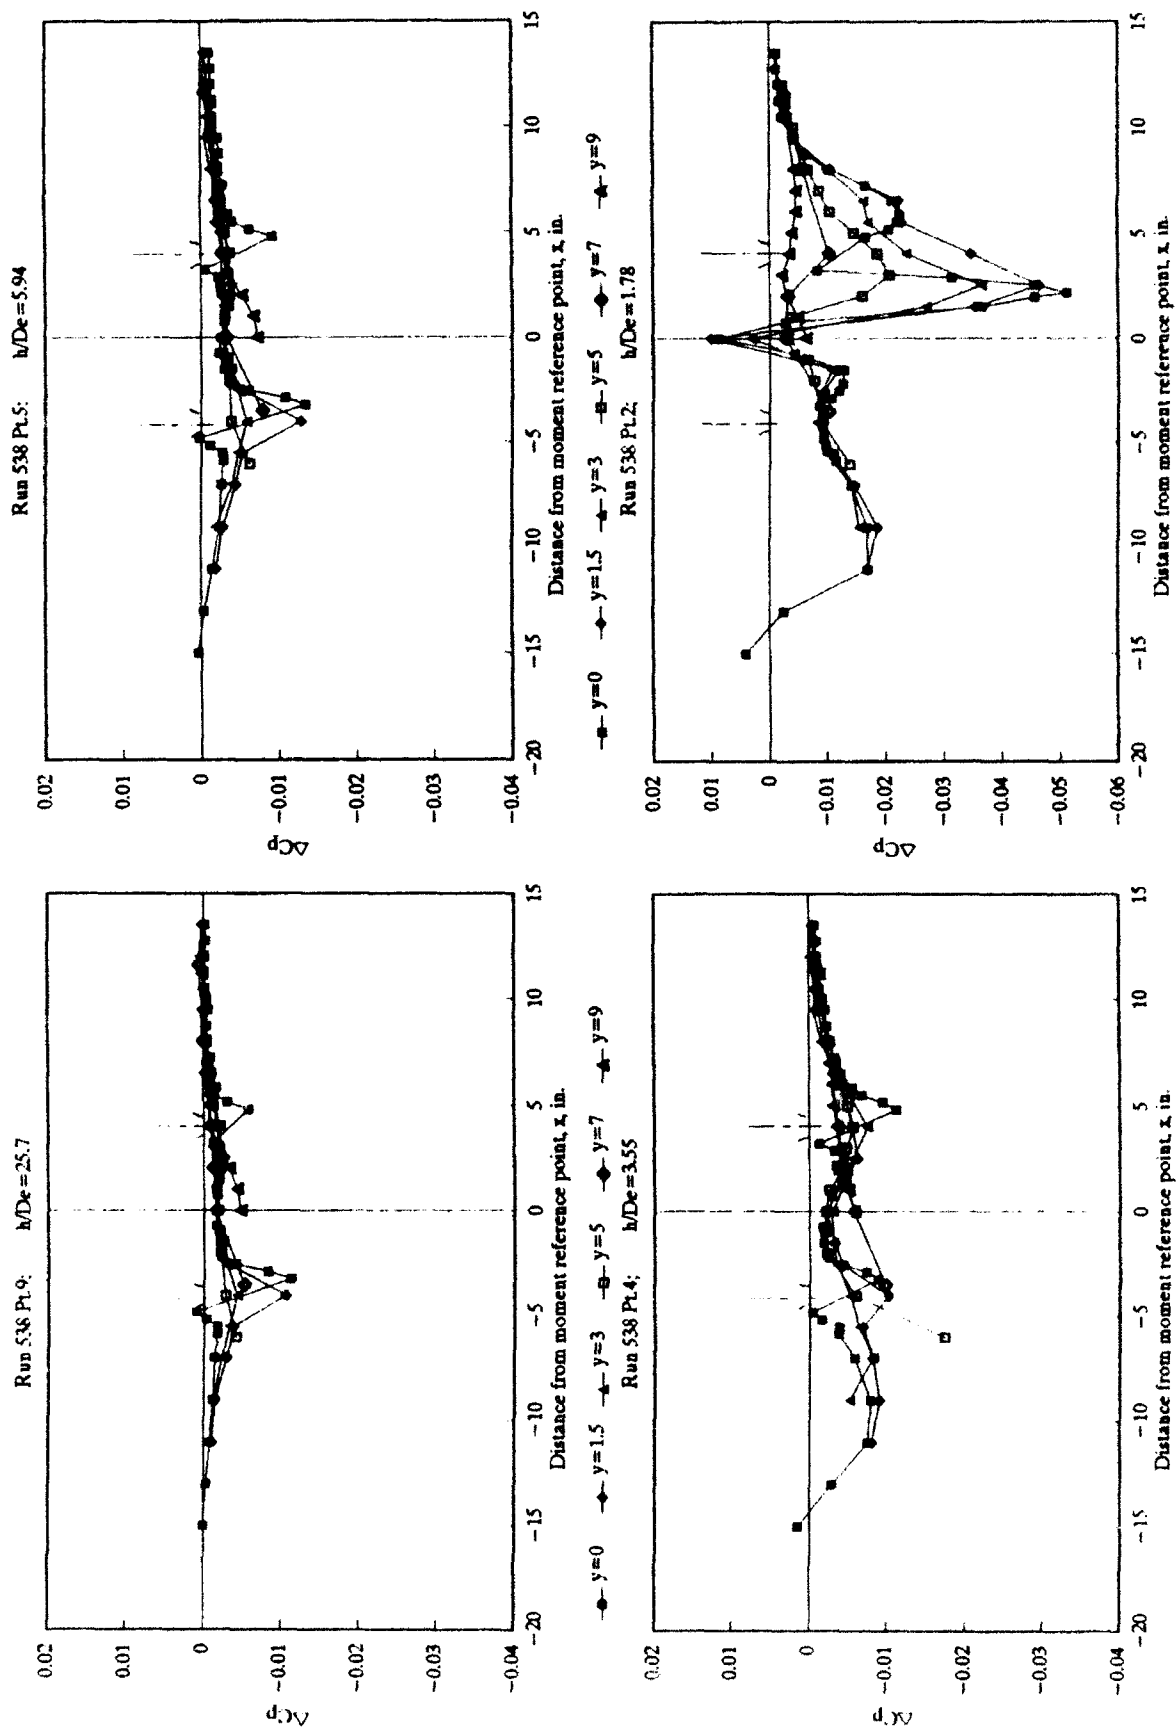 Run 538 Pt.9; h/De=25.7
0.02
0.01
0
−0.01
−0.02
−0.03
−0.04
ΔCp
−20 −15 −10 −5 0 5 10 15
Distance from moment reference point, x, in.
Run 538 Pt.5; h/De=5.94
0.02
0.01
0
−0.01
−0.02
−0.03
−0.04
ΔCp
−20 −15 −10 −5 0 5 10 15
Distance from moment reference point, x, in.
y=0 y=1.5 y=3 y=5 y=7 y=9
y=0 y=1.5 y=3 y=5 y=7 y=9
Run 538 Pt.4; h/De=3.55
0.02
0.01
0
−0.01
−0.02
−0.03
−0.04
−20 −15 −10 −5 0 5 10 15
Distance from moment reference point, x, in.
Run 538 Pt.2; h/De=1.78
0.02
0.01
0
−0.01
−0.02
−0.03
−0.04
−0.05
−0.06
ΔCp
−20 −15 −10 −5 0 5 10 15
Distance from moment reference point, x, in.